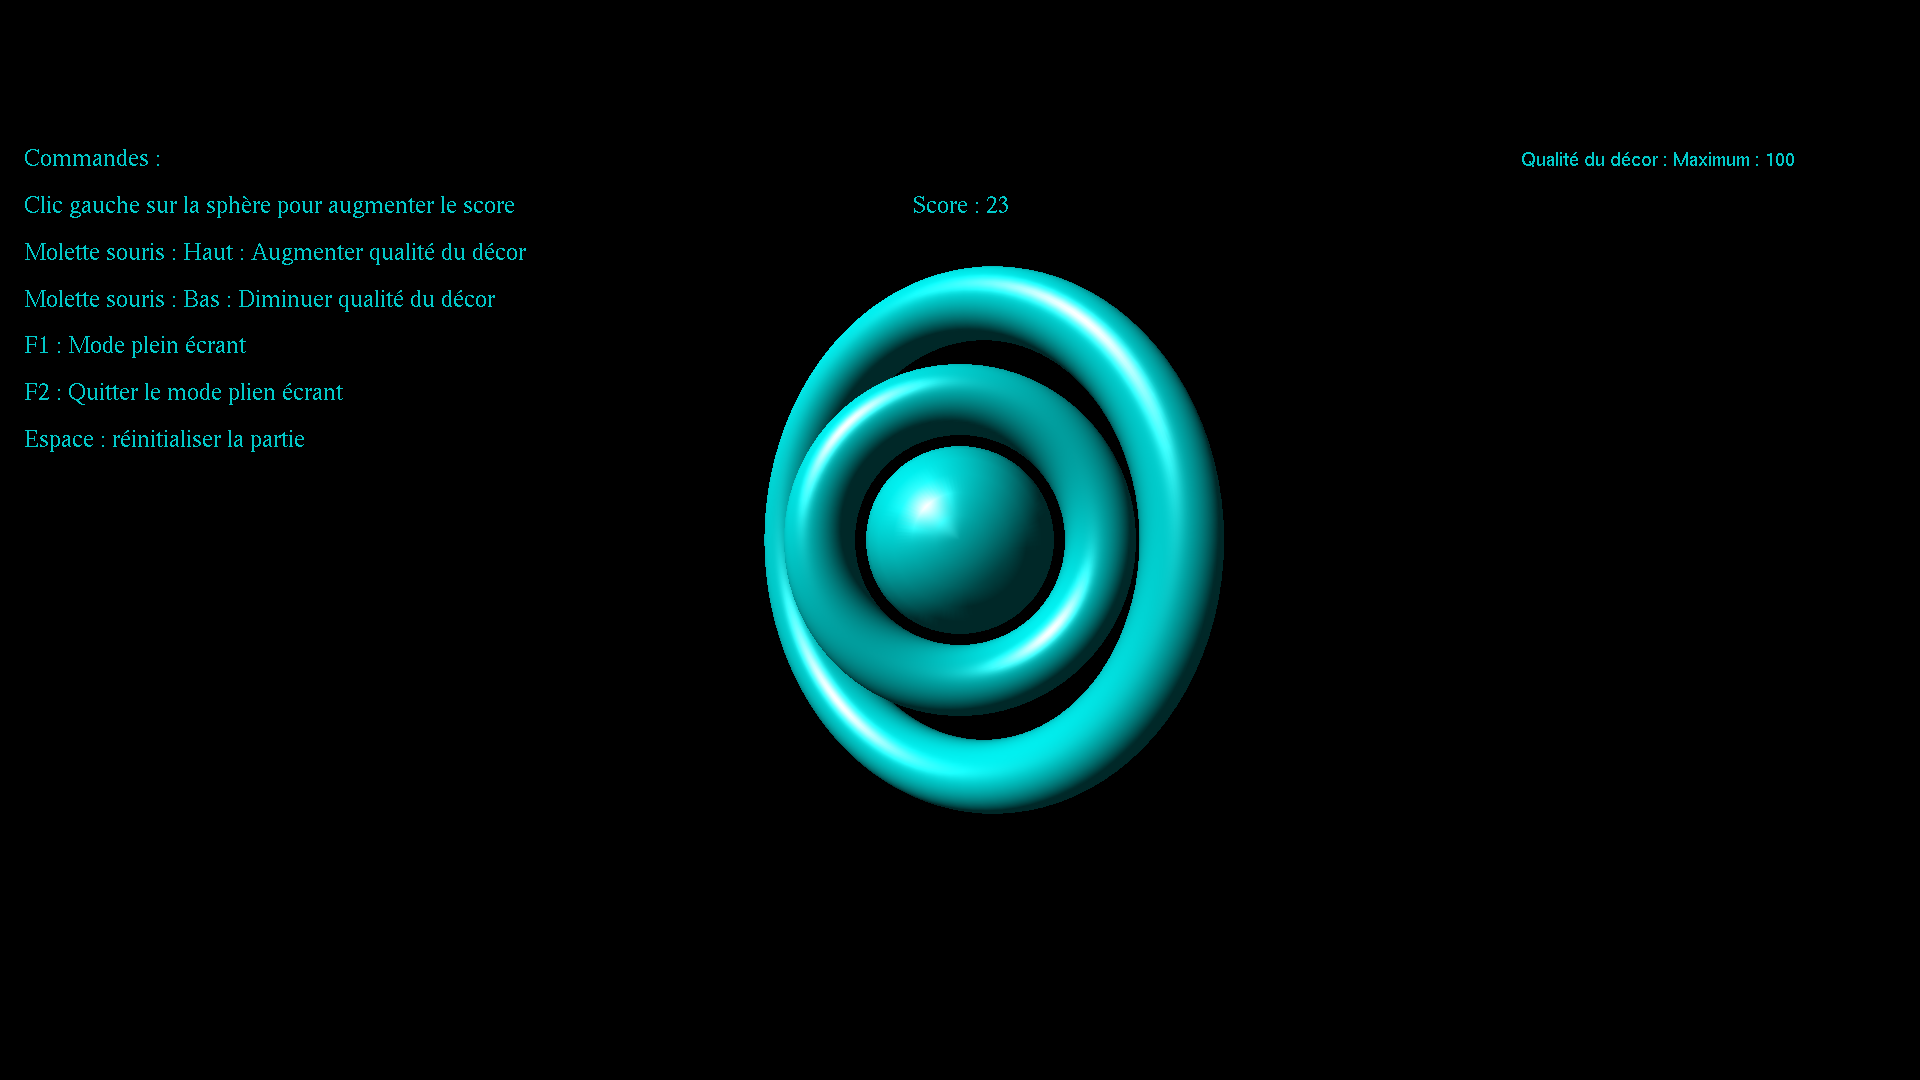 Commandes :
Qualité du décor : Maximum : 100
Clic gauche sur la sphère pour augmenter le score
Score : 23
Molette souris : Haut : Augmenter qualité du décor
Molette souris : Bas : Diminuer qualité du décor
F1 : Mode plein écrant
F2 : Quitter le mode plien écrant
Espace : réinitialiser la partie